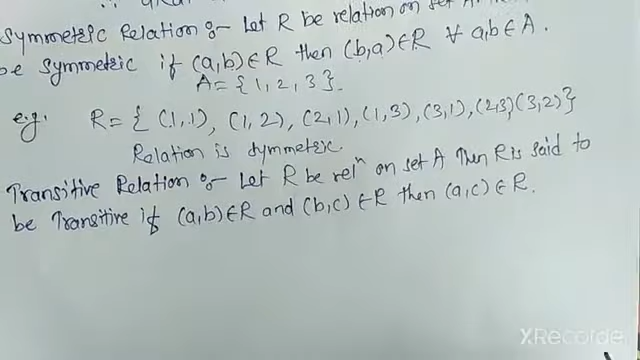 Symmetric Relation :- Let R be relation on set
be Symmetric if (a,b)∈R then (b,a)∈R ∀ a,b∈A.
A = {1,2,3}.
e.g. R = { (1,1), (1,2), (2,1), (1,3), (3,1), (2,3) (3,2)}
Relation is symmetric.
Transitive Relation :- Let R be relⁿ on set A Then R is said to
be Transitive if (a,b)∈R and (b,c)∈R then (a,c)∈R.
XRecorder